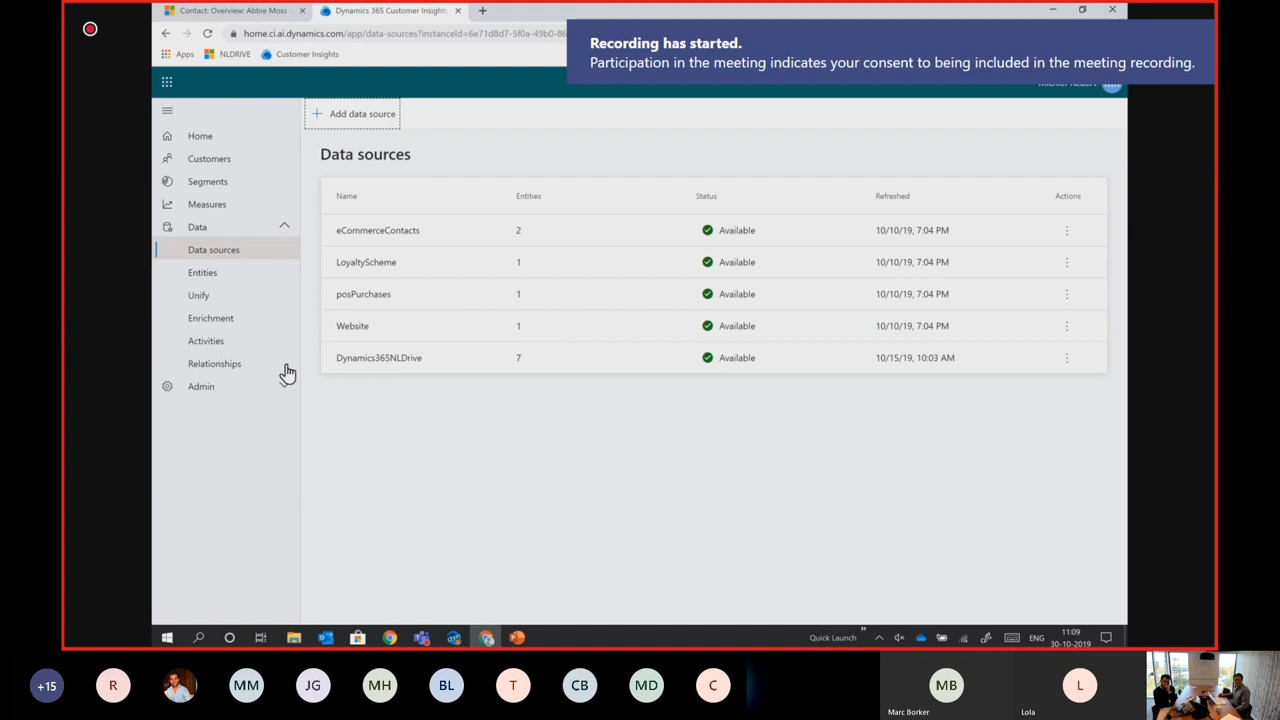 Contact: Overview: Abbie Moss -
Dynamics 365 Customer Insights
home.ci.ai.dynamics.com/app/data-sources?instanceId=6e71d8d7-5f0a-49b0-86
Apps
NLDRIVE
Customer Insights
Recording has started.
Participation in the meeting indicates your consent to being included in the meeting recording.
Add data source
Home
Customers
Segments
Measures
Data
Data sources
Entities
Unify
Enrichment
Activities
Relationships
Admin
Data sources
Name Entities Status Refreshed Actions
eCommerceContacts 2 Available 10/10/19, 7:04 PM
LoyaltyScheme 1 Available 10/10/19, 7:04 PM
posPurchases 1 Available 10/10/19, 7:04 PM
Website 1 Available 10/10/19, 7:04 PM
Dynamics365NLDrive 7 Available 10/15/19, 10:03 AM
Quick Launch
ENG
11:09
30-10-2019
+15 R MM JG MH BL T CB MD C MB L
Marc Borker
Lola